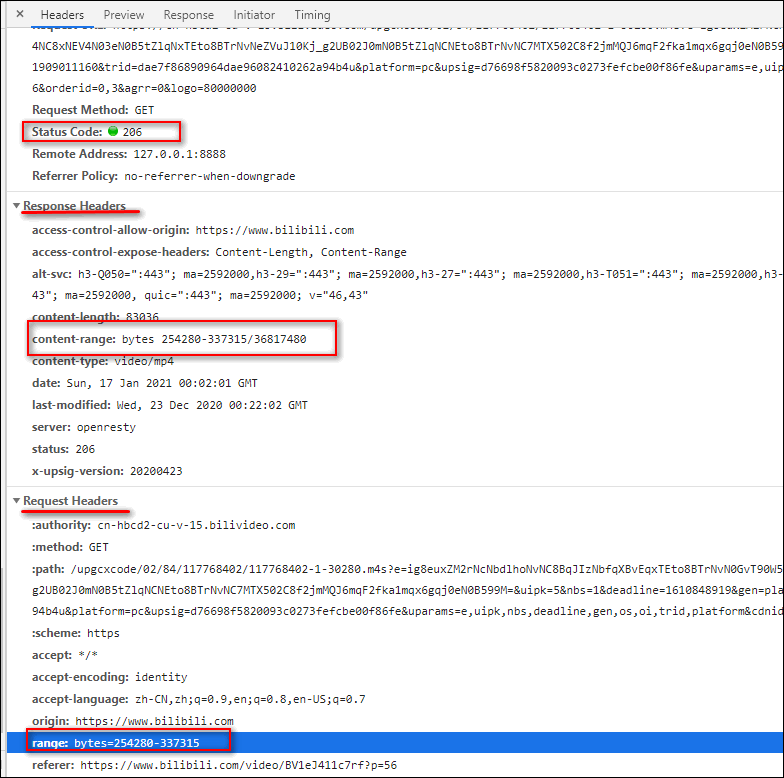 × Headers Preview Response Initiator Timing
4NC8xNEV4N03eN0B5tZlqNxTEto8BTrNvNeZVuJ10Kj_g2UB02J0mN0B5tZlqNCNEto8BTrNvNC7MTX502C8f2jmMQJ6mqF2fka1mqx6gqj0eN0B59
1909011160&trid=dae7f86890964dae96082410262a94b4u&platform=pc&upsig=d76698f5820093c0273fefcbe00f86fe&uparams=e,uip
6&orderid=0,3&agrr=0&logo=80000000
Request Method: GET
Status Code: 206
Remote Address: 127.0.0.1:8888
Referrer Policy: no-referrer-when-downgrade
Response Headers
access-control-allow-origin: https://www.bilibili.com
access-control-expose-headers: Content-Length, Content-Range
alt-svc: h3-Q050=":443"; ma=2592000,h3-29=":443"; ma=2592000,h3-27=":443"; ma=2592000,h3-T051=":443"; ma=2592000,h3-
43"; ma=2592000, quic=":443"; ma=2592000; v="46,43"
content-length: 83036
content-range: bytes 254280-337315/36817480
content-type: video/mp4
date: Sun, 17 Jan 2021 00:02:01 GMT
last-modified: Wed, 23 Dec 2020 00:22:02 GMT
server: openresty
status: 206
x-upsig-version: 20200423
Request Headers
:authority: cn-hbcd2-cu-v-15.bilivideo.com
:method: GET
:path: /upgcxcode/02/84/117768402/117768402-1-30280.m4s?e=ig8euxZM2rNcNbdlhoNvNC8BqJIzNbfqXBvEqxTEto8BTrNvN0GvT90W5
g2UB02J0mN0B5tZlqNCNEto8BTrNvNC7MTX502C8f2jmMQJ6mqF2fka1mqx6gqj0eN0B599M=&uipk=5&nbs=1&deadline=1610848919&gen=pla
94b4u&platform=pc&upsig=d76698f5820093c0273fefcbe00f86fe&uparams=e,uipk,nbs,deadline,gen,os,oi,trid,platform&cdnid
:scheme: https
accept: */*
accept-encoding: identity
accept-language: zh-CN,zh;q=0.9,en;q=0.8,en-US;q=0.7
origin: https://www.bilibili.com
range: bytes=254280-337315
referer: https://www.bilibili.com/video/BV1eJ411c7rf?p=56